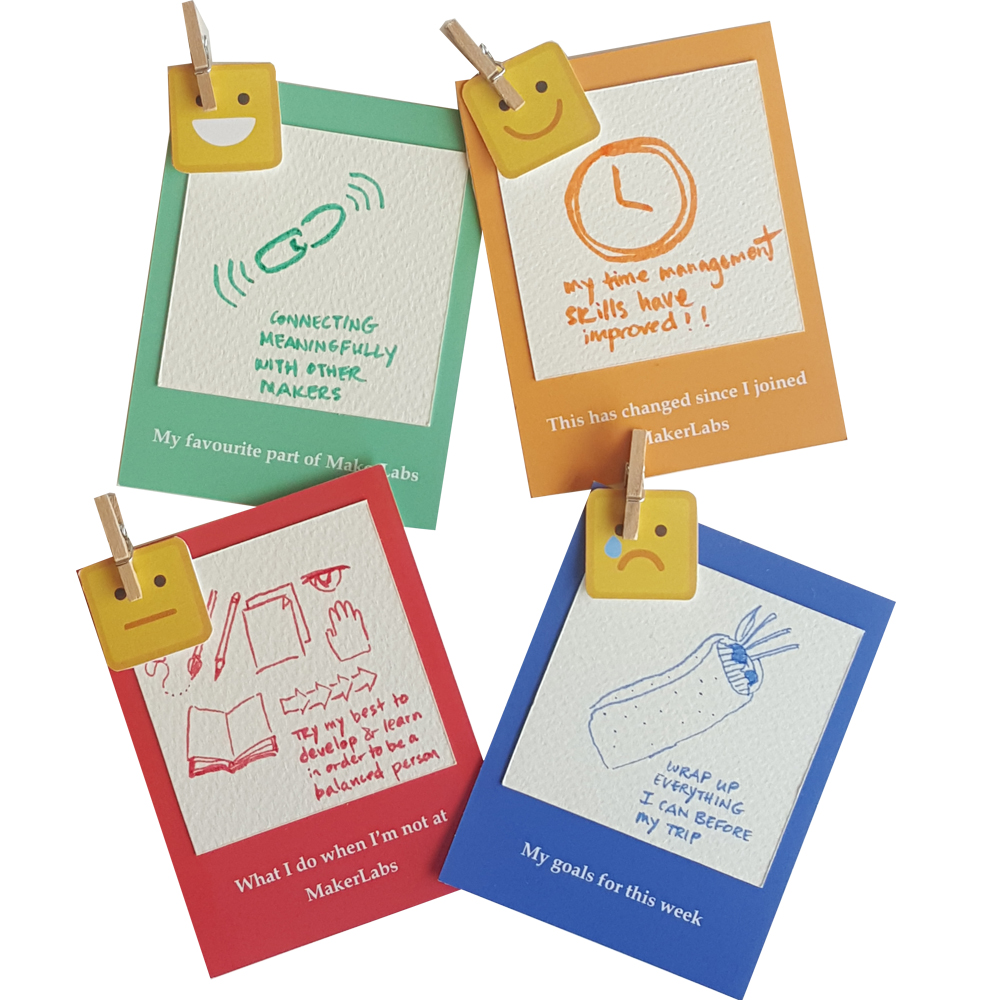 CONNECTING
MEANINGFULLY
WITH OTHER
MAKERS
My favourite part of MakerLabs
my time management
skills have
improved!!
This has changed since I joined
MakerLabs
TRY my best to
develop & learn
in order to be a
balanced person
What I do when I'm not at
MakerLabs
WRAP UP
EVERYTHING
I CAN BEFORE
MY TRIP
My goals for this week